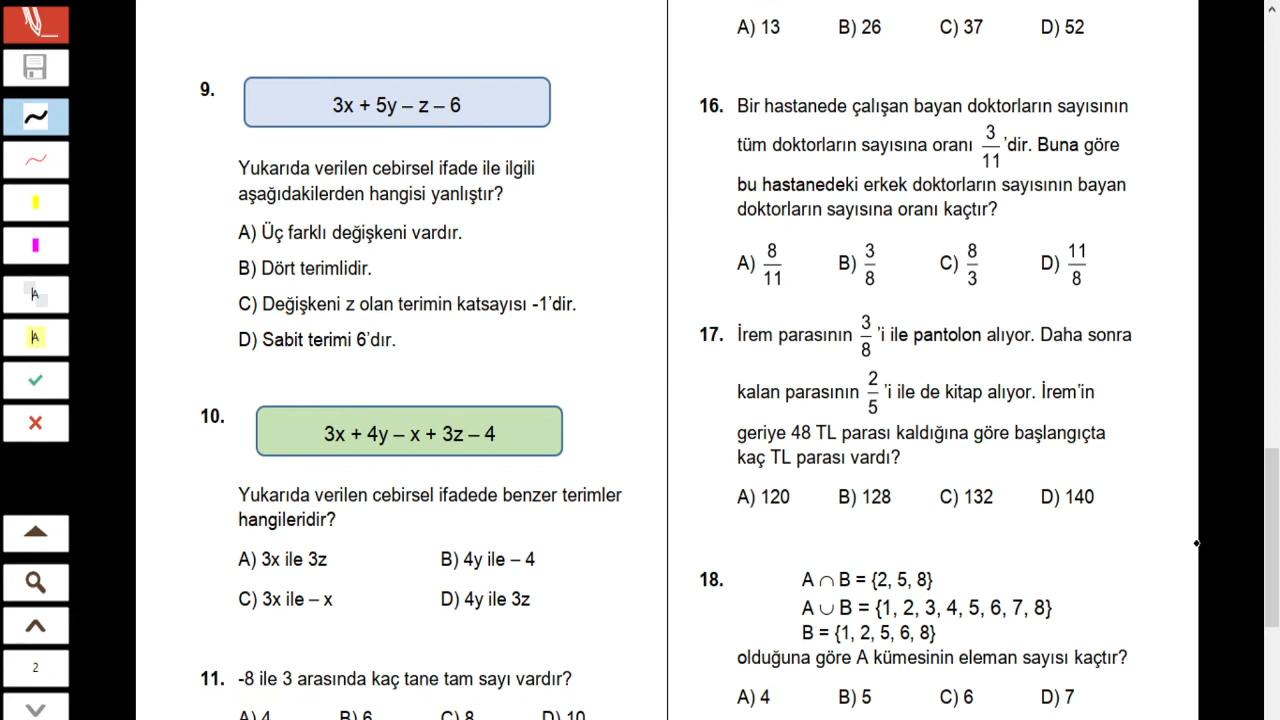 9.
3x + 5y – z – 6
Yukarıda verilen cebirsel ifade ile ilgili
aşağıdakilerden hangisi yanlıştır?
A) Üç farklı değişkeni vardır.
B) Dört terimlidir.
C) Değişkeni z olan terimin katsayısı -1’dir.
D) Sabit terimi 6’dır.
10.
3x + 4y – x + 3z – 4
Yukarıda verilen cebirsel ifadede benzer terimler
hangileridir?
A) 3x ile 3z B) 4y ile – 4
C) 3x ile – x D) 4y ile 3z
11. -8 ile 3 arasında kaç tane tam sayı vardır?
A) 4 B) 6 C) 8 D) 10
A) 13 B) 26 C) 37 D) 52
16. Bir hastanede çalışan bayan doktorların sayısının
tüm doktorların sayısına oranı 3/11 ’dir. Buna göre
bu hastanedeki erkek doktorların sayısının bayan
doktorların sayısına oranı kaçtır?
A) 8/11 B) 3/8 C) 8/3 D) 11/8
17. İrem parasının 3/8 ’i ile pantolon alıyor. Daha sonra
kalan parasının 2/5 ’i ile de kitap alıyor. İrem’in
geriye 48 TL parası kaldığına göre başlangıçta
kaç TL parası vardı?
A) 120 B) 128 C) 132 D) 140
18. A ∩ B = {2, 5, 8}
A ∪ B = {1, 2, 3, 4, 5, 6, 7, 8}
B = {1, 2, 5, 6, 8}
olduğuna göre A kümesinin eleman sayısı kaçtır?
A) 4 B) 5 C) 6 D) 7
A
A
2